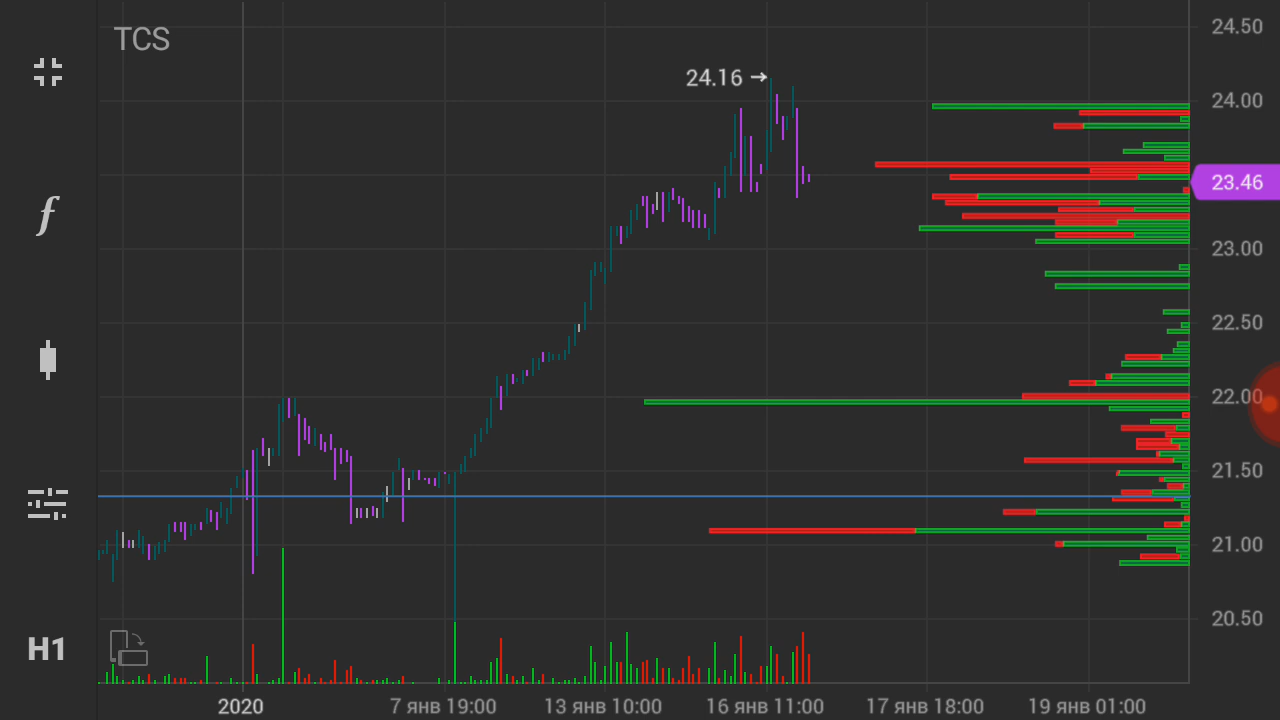 TCS
24.16
24.50
24.00
23.46
23.00
22.50
22.00
21.50
21.00
20.50
f
H1
2020
7 янв 19:00
13 янв 10:00
16 янв 11:00
17 янв 18:00
19 янв 01:00